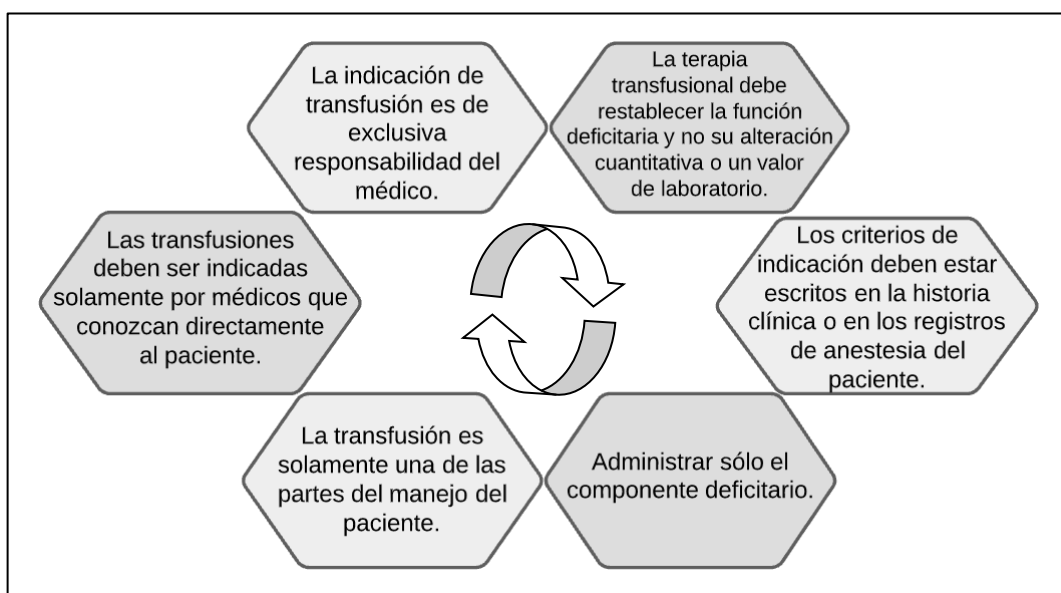 La indicación de
transfusión es de
exclusiva
responsabilidad del
médico.
La terapia
transfusional debe
restablecer la función
deficitaria y no su alteración
cuantitativa o un valor
de laboratorio.
Las transfusiones
deben ser indicadas
solamente por médicos que
conozcan directamente
al paciente.
Los criterios de
indicación deben estar
escritos en la historia
clínica o en los registros
de anestesia del
paciente.
La transfusión es
solamente una de las
partes del manejo del
paciente.
Administrar sólo el
componente deficitario.